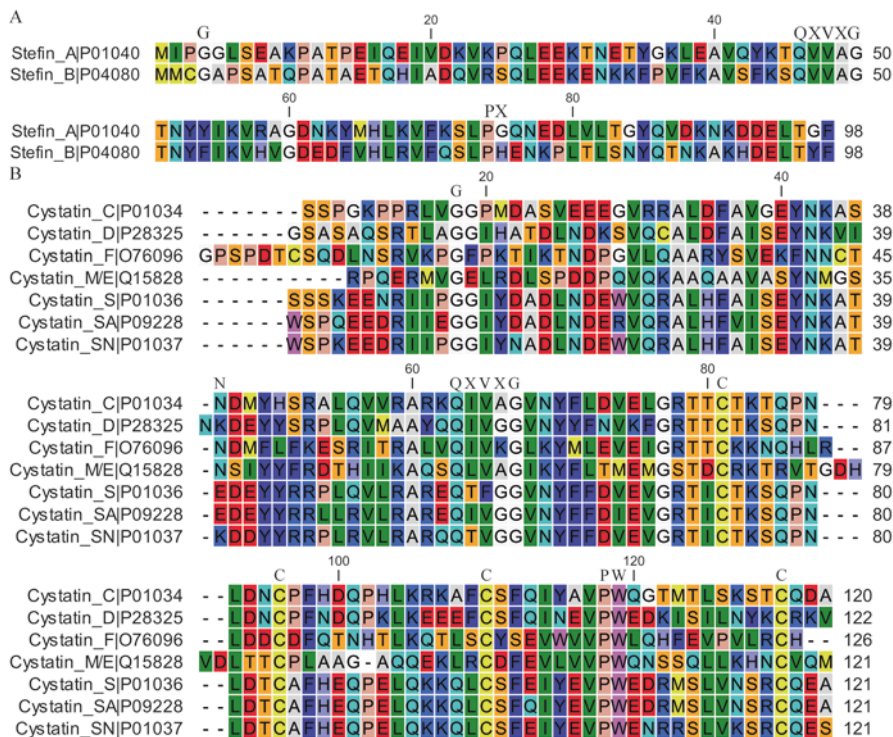 A
G 20 40 QXVXG
Stefin_A|P01040 MIPGGLSEAKPATPEIQEIVDKVKPQLEEKTNETYGKLEAVQYKTQVVAG 50
Stefin_B|P04080 MMCGAPSATQPATAETQHIADQVRSQLEEKENKKFPVFKAVSFKSQVVAG 50
60 PX 80
Stefin_A|P01040 TNYYIKVRAGDNKYMHLKVFKSLPGQNEDLVLTGYQVDKNKDDELTGF 98
Stefin_B|P04080 TNYFIKVHVGDEDFVHLRVFQSLPHENKPLTLSNYQTNKAKHDELTYF 98
B
G 20 40
Cystatin_C|P01034 -------SSPGKPPRLVGGPMDASVEEEGVRRALDFAVGEYNKAS 38
Cystatin_D|P28325 ------GSASAQSRTLAGGIHATDLNDKSVQCALDFAISEYNKVI 39
Cystatin_F|O76096 GPSPDTCSQDLNSRVKPGFPKTIKTNDPGVLQAARYSVEKFNNCT 45
Cystatin_M/E|Q15828 ----------RPQERMVGELRDLSPDDPQVQKAAQAAVASYNMGS 35
Cystatin_S|P01036 ------SSSKEENRIIPGGIYDADLNDEWVQRALHFAISEYNKAT 39
Cystatin_SA|P09228 ------WSPQEEDRIIEGGIYDADLNDERVQRALHFVISEYNKAT 39
Cystatin_SN|P01037 ------WSPKEEDRIIPGGIYNADLNDERVQRALHFAISEYNKAT 39
N 60 QXVXG 80 C
Cystatin_C|P01034 -NDMYHSRALQVVRARKQIVAGVNYFLDVELGRTTCTKTQPN--- 79
Cystatin_D|P28325 NKDEYYSRPLQVMAAYQQIVGGVNYYFNVKFGRTTCTKSQPN--- 81
Cystatin_F|O76096 -NDMFLFKESRITRALVQIVKGLKYMLEVEIGRTTCKKNQHLR-- 87
Cystatin_M/E|Q15828 -NSIYYFRDTHIIKAQSQLVAGIKYFLTMEMGSTDCRKTRVTGDH 79
Cystatin_S|P01036 -EDEYYRRPLQVLRAREQTFGGVNYFFDVEVGRTICTKSQPN--- 80
Cystatin_SA|P09228 -EDEYYRRLLRVLRAREQIVGGVNYFFDIEVGRTICTKSQPN--- 80
Cystatin_SN|P01037 -KDDYYRRPLQVLRARQQTVGGVNYFFDVEVGRTICTKSQPN--- 80
C 100 C PW 120 C
Cystatin_C|P01034 --LDNCPFHDQPHLKRKAFCSFQIYAVPWQGTMTLSKSTCQDA 120
Cystatin_D|P28325 --LDNCPFNDQPKLKEEEFCSFQINEVPWEDKISILNYKCRKV 122
Cystatin_F|O76096 --LDDCDFQTNHTLKQTLSCYSEVWVVPWLQHFEVPVLRCH-- 126
Cystatin_M/E|Q15828 VDLTTCPLAAG-AQQEKLRCDFEVLVVPWQNSSQLLKHNCVQM 121
Cystatin_S|P01036 --LDTCAFHEQPELQKKQLCSFEIYEVPWEDRMSLVNSRCQEA 121
Cystatin_SA|P09228 --LDTCAFHEQPELQKKQLCSFQIYEVPWEDRMSLVNSRCQEA 121
Cystatin_SN|P01037 --LDTCAFHEQPELQKKQLCSFEIYEVPWENRRSLVKSRCQES 121